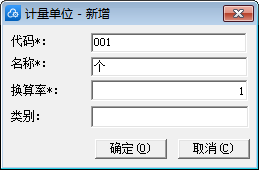 计量单位 - 新增
代码*: 001
名称*: 个
换算率*: 1
类别:
确定(O) 取消(C)